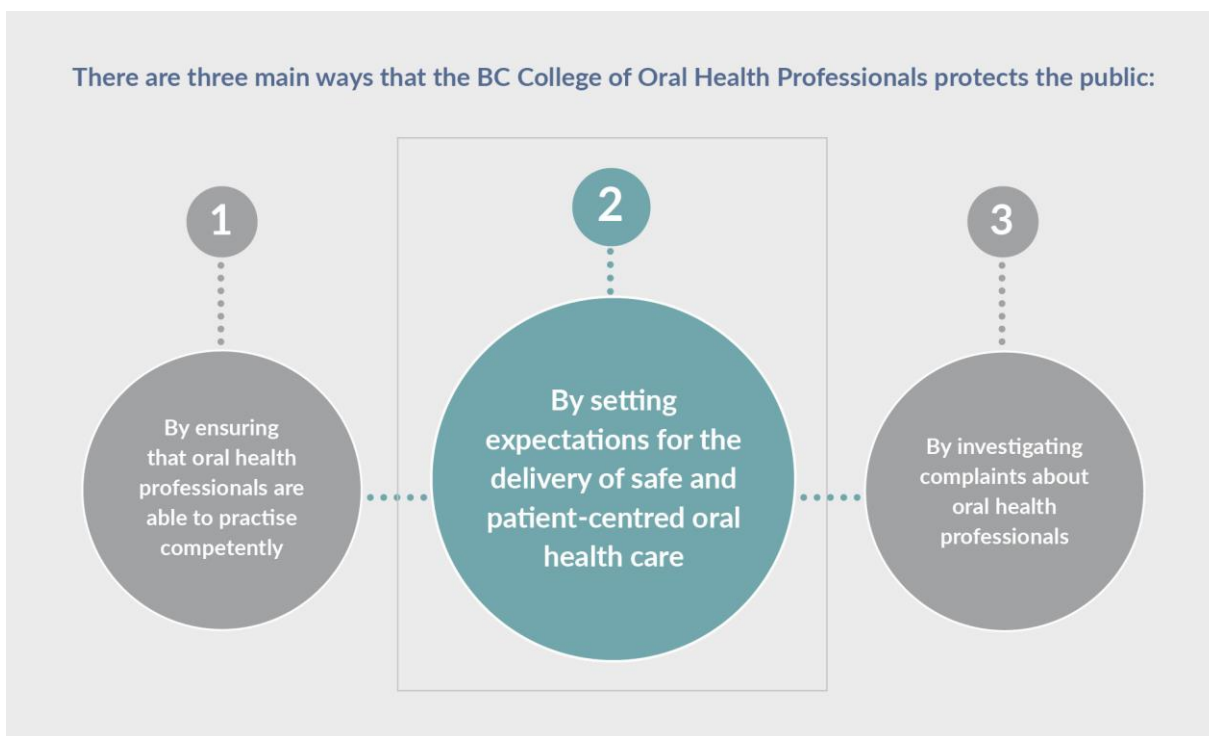 There are three main ways that the BC College of Oral Health Professionals protects the public:
1
By ensuring
that oral health
professionals are
able to practise
competently
2
By setting
expectations for the
delivery of safe and
patient-centred oral
health care
3
By investigating
complaints about
oral health
professionals